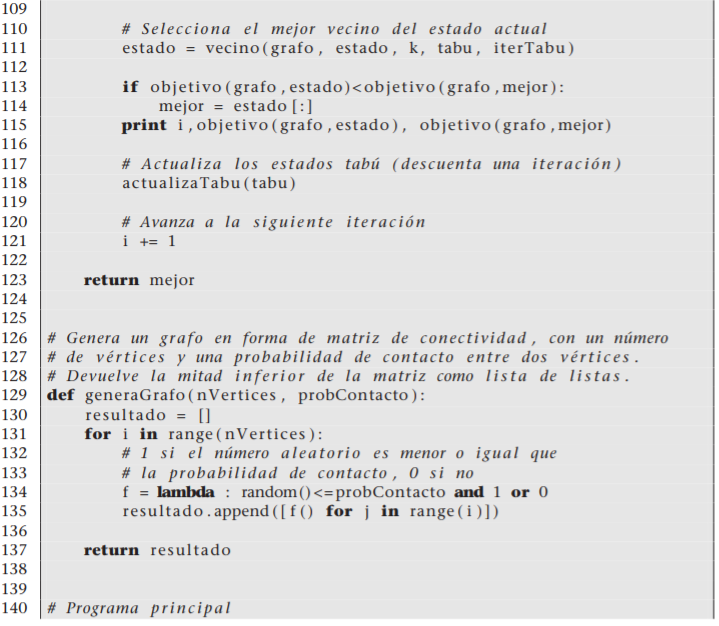 109
110             # Selecciona el mejor vecino del estado actual
111             estado = vecino(grafo, estado, k, tabu, iterTabu)
112
113             if objetivo(grafo,estado)<objetivo(grafo,mejor):
114                 mejor = estado[:]
115             print i,objetivo(grafo,estado), objetivo(grafo,mejor)
116
117             # Actualiza los estados tabú (descuenta una iteración)
118             actualizaTabu(tabu)
119
120             # Avanza a la siguiente iteración
121             i += 1
122
123         return mejor
124
125
126     # Genera un grafo en forma de matriz de conectividad, con un número
127     # de vértices y una probabilidad de contacto entre dos vértices.
128     # Devuelve la mitad inferior de la matriz como lista de listas.
129     def generaGrafo(nVertices, probContacto):
130         resultado = []
131         for i in range(nVertices):
132             # 1 si el número aleatorio es menor o igual que
133             # la probabilidad de contacto, 0 si no
134             f = lambda : random()<=probContacto and 1 or 0
135             resultado.append([f() for j in range(i)])
136
137         return resultado
138
139
140     # Programa principal